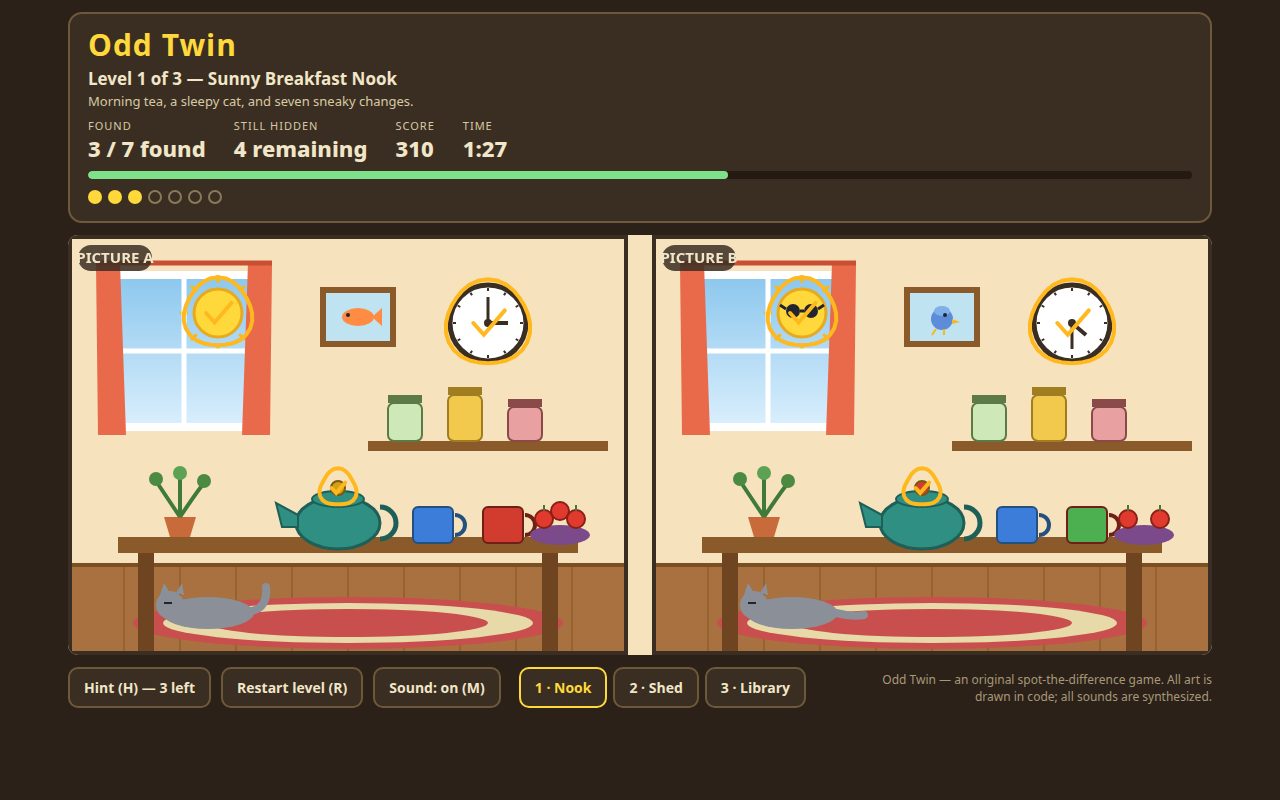 Odd Twin
Level 1 of 3 — Sunny Breakfast Nook
Morning tea, a sleepy cat, and seven sneaky changes.
FOUND STILL HIDDEN SCORE TIME
3 / 7 found 4 remaining 310 1:27
PICTURE A PICTURE B
Hint (H) — 3 left Restart level (R) Sound: on (M) 1 · Nook 2 · Shed 3 · Library
Odd Twin — an original spot-the-difference game. All art is
drawn in code; all sounds are synthesized.